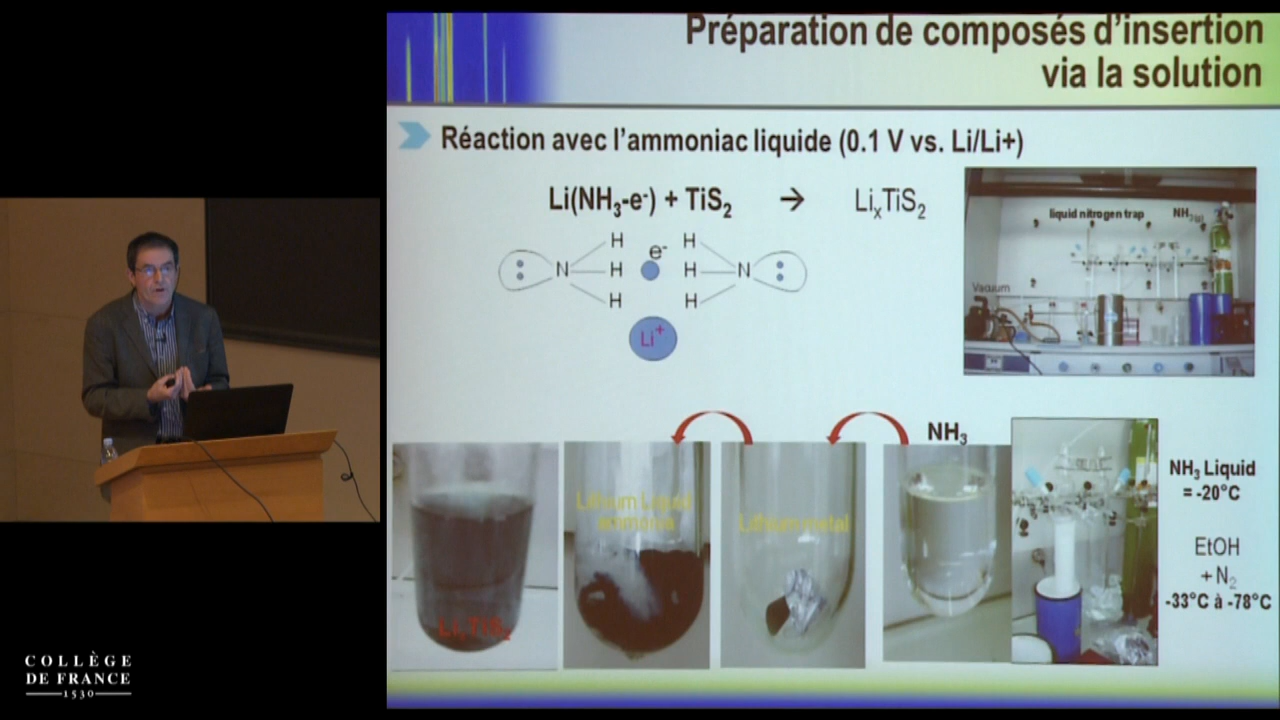 Préparation de composés d'insertion
via la solution
Réaction avec l'ammoniac liquide (0.1 V vs. Li/Li+)
Li(NH₃-e⁻) + TiS₂ → LiₓTiS₂
H H
e⁻
N H H N
H H
Li⁺
liquid nitrogen trap
NH₃(g)
Vacuum
NH₃
Lithium Liquid
ammonia
Lithium metal
LiₓTiS₂
NH₃ Liquid
= -20°C
EtOH
+ N₂
-33°C à -78°C
COLLÈGE
DE FRANCE
1530